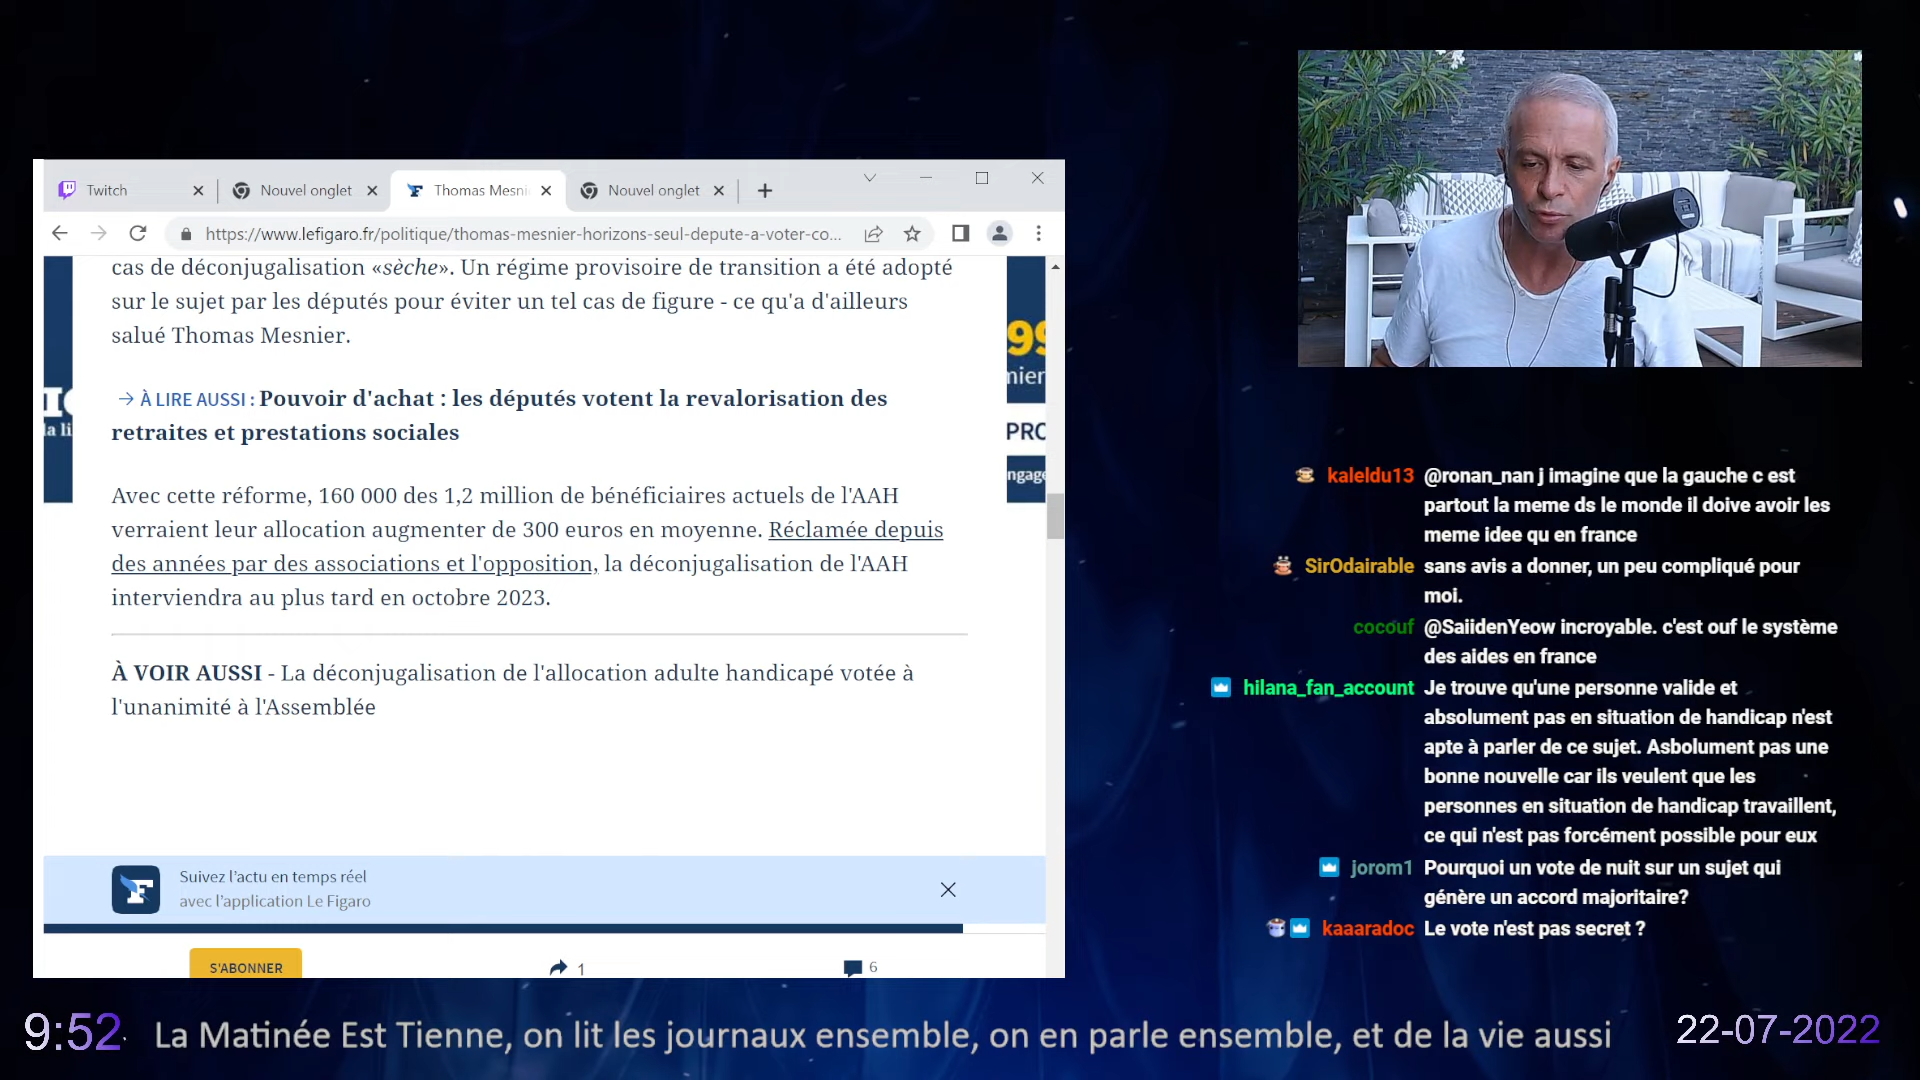 Twitch
Nouvel onglet
Thomas Mesni
Nouvel onglet
https://www.lefigaro.fr/politique/thomas-mesnier-horizons-seul-depute-a-voter-co...
cas de déconjugalisation «sèche». Un régime provisoire de transition a été adopté
sur le sujet par les députés pour éviter un tel cas de figure - ce qu'a d'ailleurs
salué Thomas Mesnier.
→ À LIRE AUSSI : Pouvoir d'achat : les députés votent la revalorisation des
retraites et prestations sociales
Avec cette réforme, 160 000 des 1,2 million de bénéficiaires actuels de l'AAH
verraient leur allocation augmenter de 300 euros en moyenne. Réclamée depuis
des années par des associations et l'opposition, la déconjugalisation de l'AAH
interviendra au plus tard en octobre 2023.
À VOIR AUSSI - La déconjugalisation de l'allocation adulte handicapé votée à
l'unanimité à l'Assemblée
la li
99
mier
PRO
ngage
Suivez l'actu en temps réel
avec l'application Le Figaro
S'ABONNER
1
6
kaleldu13 @ronan_nan j imagine que la gauche c est
partout la meme ds le monde il doive avoir les
meme idee qu en france
SirOdairable sans avis a donner, un peu compliqué pour
moi.
cocouf @SaiidenYeow incroyable. c'est ouf le système
des aides en france
hilana_fan_account Je trouve qu'une personne valide et
absolument pas en situation de handicap n'est
apte à parler de ce sujet. Asbolument pas une
bonne nouvelle car ils veulent que les
personnes en situation de handicap travaillent,
ce qui n'est pas forcément possible pour eux
jorom1 Pourquoi un vote de nuit sur un sujet qui
génère un accord majoritaire?
kaaaradoc Le vote n'est pas secret ?
9:52
La Matinée Est Tienne, on lit les journaux ensemble, on en parle ensemble, et de la vie aussi
22-07-2022